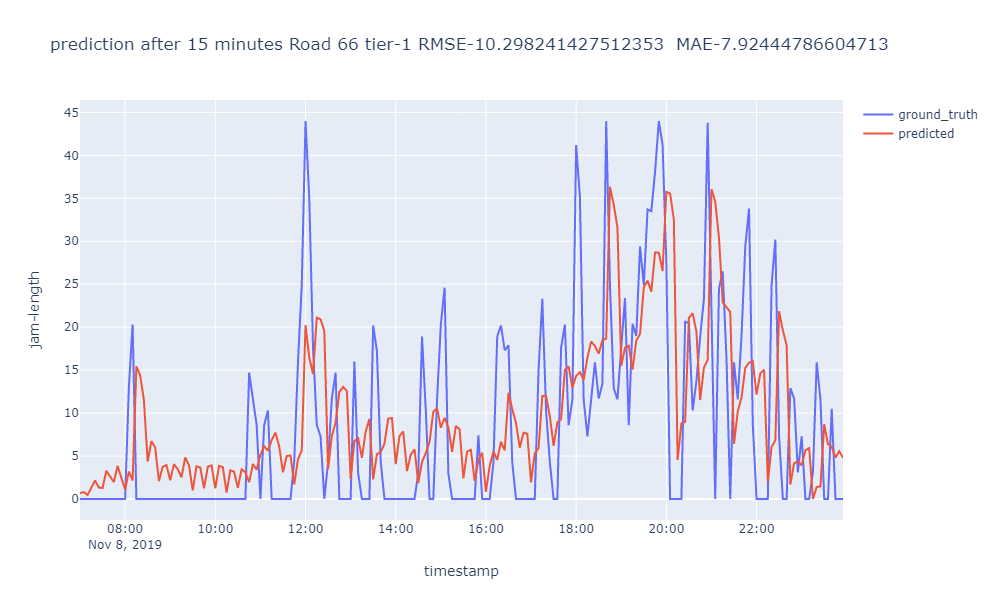 prediction after 15 minutes Road 66 tier-1 RMSE-10.298241427512353  MAE-7.92444786604713
ground_truth
predicted
45
40
35
30
25
20
15
10
5
0
jam-length
08:00 10:00 12:00 14:00 16:00 18:00 20:00 22:00
Nov 8, 2019
timestamp